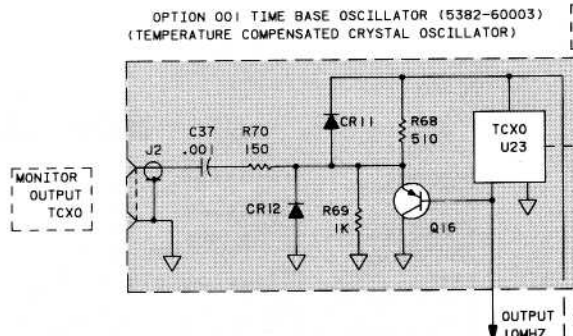 OPTION 001 TIME BASE OSCILLATOR (5382-60003)
(TEMPERATURE COMPENSATED CRYSTAL OSCILLATOR)
CR11
R68
510
TCXO
U23
C37
.001
R70
150
J2
MONITOR
OUTPUT
TCXO
CR12
R69
1K
Q16
OUTPUT
10MHZ